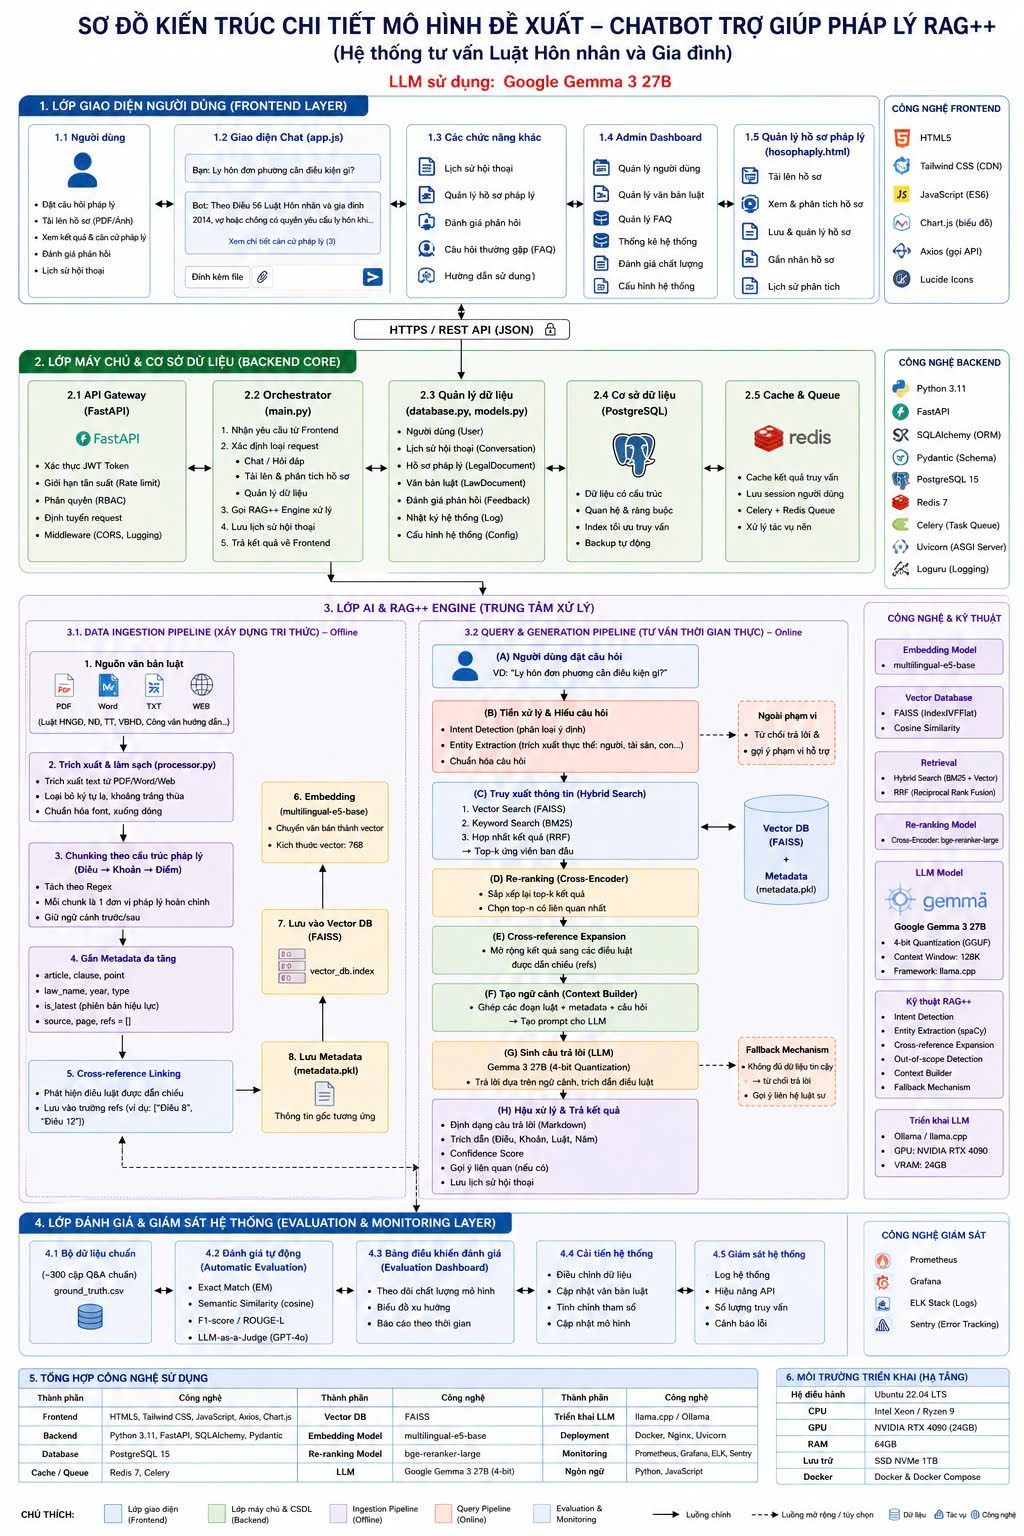 SƠ ĐỒ KIẾN TRÚC CHI TIẾT MÔ HÌNH ĐỀ XUẤT – CHATBOT TRỢ GIÚP PHÁP LÝ RAG++
(Hệ thống tư vấn Luật Hôn nhân và Gia đình)
LLM sử dụng: Google Gemma 3 27B
1. LỚP GIAO DIỆN NGƯỜI DÙNG (FRONTEND LAYER)
1.1 Người dùng
• Đặt câu hỏi pháp lý
• Tải lên hồ sơ (PDF/Ảnh)
• Xem kết quả & căn cứ pháp lý
• Đánh giá phản hồi
• Lịch sử hội thoại
1.2 Giao diện Chat (app.js)
Bạn: Ly hôn đơn phương cần điều kiện gì?
Bot: Theo Điều 56 Luật Hôn nhân và gia đình
2014, vợ hoặc chồng có quyền yêu cầu ly hôn khi...
Xem chi tiết căn cứ pháp lý (3)
Đính kèm file
1.3 Các chức năng khác
Lịch sử hội thoại
Quản lý hồ sơ pháp lý
Đánh giá phản hồi
Câu hỏi thường gặp (FAQ)
Hướng dẫn sử dụng)
1.4 Admin Dashboard
Quản lý người dùng
Quản lý văn bản luật
Quản lý FAQ
Thống kê hệ thống
Đánh giá chất lượng
Cấu hình hệ thống
1.5 Quản lý hồ sơ pháp lý
(hosophaply.html)
Tải lên hồ sơ
Xem & phân tích hồ sơ
Lưu & quản lý hồ sơ
Gắn nhãn hồ sơ
Lịch sử phân tích
CÔNG NGHỆ FRONTEND
HTML5
Tailwind CSS (CDN)
JS
JavaScript (ES6)
Chart.js (biểu đồ)
Axios (gọi API)
Lucide Icons
HTTPS / REST API (JSON)
2. LỚP MÁY CHỦ & CƠ SỞ DỮ LIỆU (BACKEND CORE)
2.1 API Gateway
(FastAPI)
FastAPI
• Xác thực JWT Token
• Giới hạn tần suất (Rate limit)
• Phân quyền (RBAC)
• Định tuyến request
• Middleware (CORS, Lugging)
2.2 Orchestrator
(main.py)
1. Nhận yêu cầu từ Frontend
2. Xác định loại request
• Chat / Hỏi đáp
• Tải lên & phân tích hồ sơ
• Quản lý dữ liệu
3. Gọi RAG++ Engine xử lý
4. Lưu lịch sử hội thoại
5. Trả kết quả về Frontend
2.3 Quản lý dữ liệu
(database.py, models.py)
• Người dùng (User)
• Lịch sử hội thoại (Conversation)
• Hồ sơ pháp lý (LegalDocument)
• Văn bản luật (LawDocument)
• Đánh giá phản hồi (Feedback)
• Nhật ký hệ thống (Log)
• Cấu hình hệ thống (Config)
2.4 Cơ sở dữ liệu
(PostgreSQL)
• Dữ liệu có cấu trúc
• Quan hệ & ràng buộc
• Index tối ưu truy vấn
• Backup tự động
2.5 Cache & Queue
redis
• Cache kết quả truy vấn
• Lưu session người dùng
• Celery + Redis Queue
• Xử lý tác vụ nền
CÔNG NGHỆ BACKEND
Python 3.11
FastAPI
SQLAlchemy (ORM)
Pydantic (Schema)
PostgreSQL 15
Redis 7
Celery (Task Queue)
Uvicorn (ASGI Server)
Loguru (Logging)
3. LỚP AI & RAG++ ENGINE (TRUNG TÂM XỬ LÝ)
3.1. DATA INGESTION PIPELINE (XÂY DỰNG TRI THỨC) – Offline
1. Nguồn văn bản luật
PDF Word TXT WEB
(Luật HNGĐ, NĐ, TT, VBHD, Công văn hướng dẫn...)
2. Trích xuất & làm sạch (processor.py)
• Trích xuất text từ PDF/Word/Web
• Loại bỏ ký tự lạ, khoảng trắng thừa
• Chuẩn hóa font, xuống dòng
3. Chunking theo cấu trúc pháp lý
(Điều → Khoản → Điểm)
• Tách theo Regex
• Mỗi chunk là 1 đơn vị pháp lý hoàn chỉnh
• Giữ ngữ cảnh trước/sau
4. Gắn Metadata đa tầng
• article, clause, point
• law_name, year, type
• is_latest (phiên bản hiệu lực)
• source, page, refs = []
5. Cross-reference Linking
• Phát hiện điều luật được dẫn chiếu
• Lưu vào trường refs (ví dụ: ["Điều 8",
"Điều 12"])
6. Embedding
(multilingual-e5-base)
• Chuyển văn bản thành vector
• Kích thước vector: 768
7. Lưu vào Vector DB
(FAISS)
vector_db.index
8. Lưu Metadata
(metadata.pkl)
Thông tin gốc tương ứng
3.2 QUERY & GENERATION PIPELINE (TƯ VẤN THỜI GIAN THỰC) – Online
(A) Người dùng đặt câu hỏi
VD: "Ly hôn đơn phương cần điều kiện gì?"
(B) Tiền xử lý & Hiểu câu hỏi
• Intent Detection (phân loại ý định)
• Entity Extraction (trích xuất thực thể: người, tài sản, con...)
• Chuẩn hóa câu hỏi
Ngoài phạm vi
• Từ chối trả lời &
• gợi ý phạm vi hỗ trợ
(C) Truy xuất thông tin (Hybrid Search)
1. Vector Search (FAISS)
2. Keyword Search (BM25)
3. Hợp nhất kết quả (RRF)
→ Top-k ứng viên ban đầu
Vector DB
(FAISS)
+
Metadata
(metadata.pkl)
(D) Re-ranking (Cross-Encoder)
• Sắp xếp lại top-k kết quả
• Chọn top-n có liên quan nhất
(E) Cross-reference Expansion
• Mở rộng kết quả sang các điều luật
được dẫn chiếu (refs)
(F) Tạo ngữ cảnh (Context Builder)
• Ghép các đoạn luật + metadata + câu hỏi
→ Tạo prompt cho LLM
(G) Sinh câu trả lời (LLM)
Gemma 3 27B (4-bit Quantization)
• Trả lời dựa trên ngữ cảnh, trích dẫn điều luật
Fallback Mechanism
• Không đủ dữ liệu tin cậy
→ từ chối trả lời
• Gợi ý liên hệ luật sư
(H) Hậu xử lý & Trả kết quả
• Định dạng câu trả lời (Markdown)
• Trích dẫn (Điều, Khoản, Luật, Năm)
• Confidence Score
• Gợi ý liên quan (nếu có)
• Lưu lịch sử hội thoại
CÔNG NGHỆ & KỸ THUẬT
Embedding Model
• multilingual-e5-base
Vector Database
• FAISS (IndexIVFFlat)
• Cosine Similarity
Retrieval
• Hybrid Search (BM25 + Vector)
• RRF (Reciprocal Rank Fusion)
Re-ranking Model
• Cross-Encoder: bge-reranker-large
LLM Model
gemma
Google Gemma 3 27B
• 4-bit Quantization (GGUF)
• Context Window: 128K
• Framework: llama.cpp
Kỹ thuật RAG++
• Intent Detection
• Entity Extraction (spaCy)
• Cross-reference Expansion
• Out-of-scope Detection
• Context Builder
• Fallback Mechanism
Triển khai LLM
• Ollama / llama.cpp
• GPU: NVIDIA RTX 4090
• VRAM: 24GB
4. LỚP ĐÁNH GIÁ & GIÁM SÁT HỆ THỐNG (EVALUATION & MONITORING LAYER)
4.1 Bộ dữ liệu chuẩn
(~300 cặp Q&A chuẩn)
ground_truth.csv
4.2 Đánh giá tự động
(Automatic Evaluation)
• Exact Match (EM)
• Semantic Similarity (cosine)
• F1-score / ROUGE-L
• LLM-as-a-Judge (GPT-4o)
4.3 Bảng điều khiển đánh giá
(Evaluation Dashboard)
• Theo dõi chất lượng mô hình
• Biểu đồ xu hướng
• Báo cáo theo thời gian
4.4 Cải tiến hệ thống
• Điều chỉnh dữ liệu
• Cập nhật văn bản luật
• Tinh chỉnh tham số
• Cập nhật mô hình
4.5 Giám sát hệ thống
Log hệ thống
• Hiệu năng API
• Số lượng truy vấn
• Cảnh báo lỗi
CÔNG NGHỆ GIÁM SÁT
Prometheus
Grafana
ELK Stack (Logs)
Sentry (Error Tracking)
5. TỔNG HỢP CÔNG NGHỆ SỬ DỤNG
Thành phần Công nghệ Thành phần Công nghệ Thành phần Công nghệ
Frontend HTML5, Tailwind CSS, JavaScript, Axios, Chart.js Vector DB FAISS Triển khai LLM llama.cpp / Ollama
Backend Python 3.11, FastAPI, SQLAlchemy, Pydantic Embedding Model multilingual-e5-base Deployment Docker, Nginx, Uvicorn
Database PostgreSQL 15 Re-ranking Model bge-reranker-large Monitoring Prometheus, Grafana, ELK, Sentry
Cache / Queue Redis 7, Celery LLM Google Gemma 3 27B (4-bit) Ngôn ngữ Python, JavaScript
6. MÔI TRƯỜNG TRIỂN KHAI (HẠ TẦNG)
Hệ điều hành Ubuntu 22.04 LTS
CPU Intel Xeon / Ryzen 9
GPU NVIDIA RTX 4090 (24GB)
RAM 64GB
Lưu trữ SSD NVMe 1TB
Docker Docker & Docker Compose
CHÚ THÍCH:
Lớp giao diện
(Frontend)
Lớp máy chủ & CSDL
(Backend)
Ingestion Pipeline
(Offline)
Query Pipeline
(Online)
Evaluation &
Monitoring
Luồng chính
Luồng mở rộng / tùy chọn
Dữ liệu Tác vụ Công nghệ